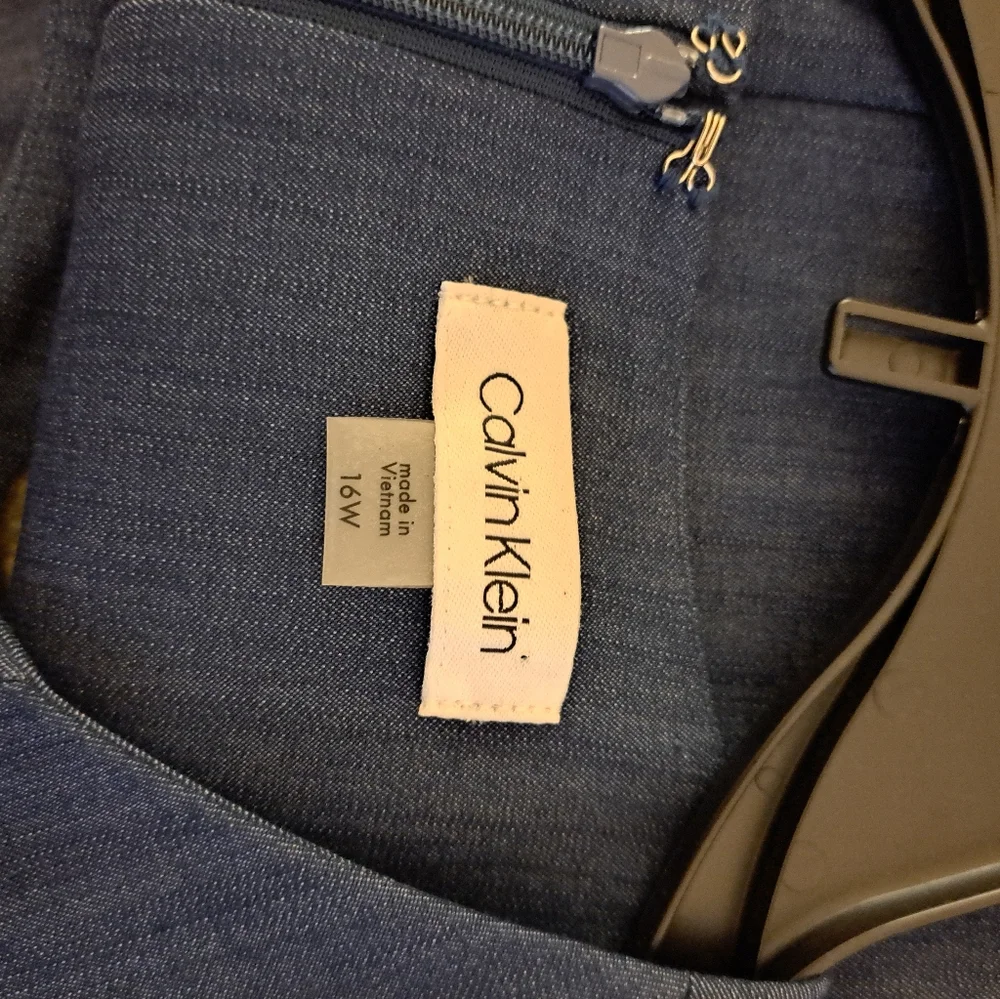 Calvin Klein
made in
Vietnam
16W